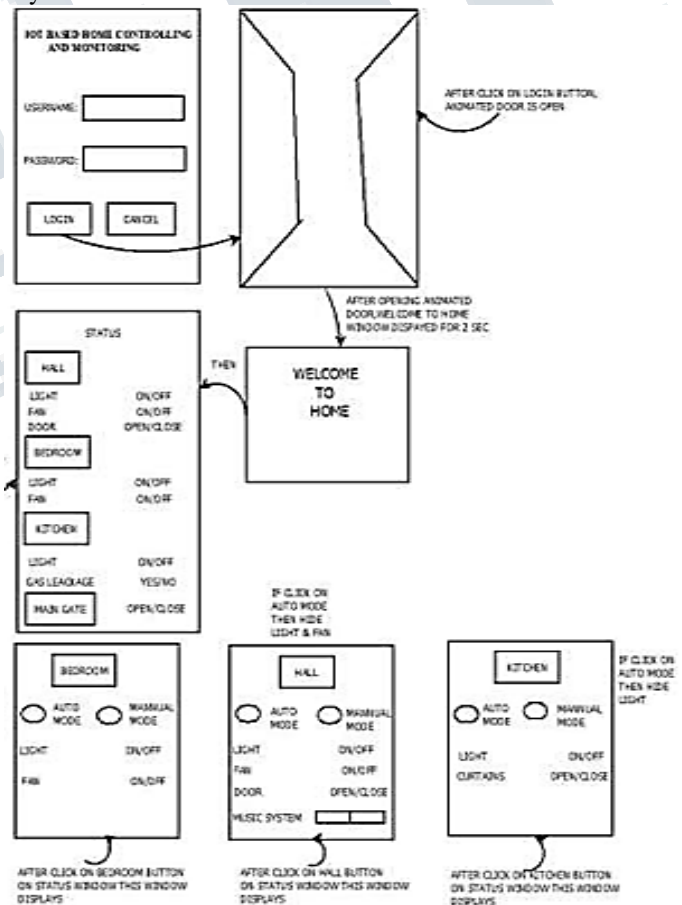 IOT BASED HOME CONTROLLING
AND MONITORING
USERNAME:
PASSWORD:
LOGIN
CANCEL
AFTER CLICK ON LOGIN BUTTON,
ANIMATED DOOR IS OPEN
AFTER OPENING ANIMATED
DOOR,WELCOME TO HOME
WINDOW DISPAYED FOR 2 SEC
THEN
WELCOME
TO
HOME
STATUS
HALL
LIGHT ON/OFF
FAN ON/OFF
DOOR OPEN/CLOSE
BEDROOM
LIGHT ON/OFF
FAN ON/OFF
KITCHEN
LIGHT ON/OFF
GAS LEACKAGE YES/NO
MAIN GATE OPEN/CLOSE
BEDROOM
AUTO MODE
MANNUAL MODE
LIGHT ON/OFF
FAN ON/OFF
AFTER CLICK ON BEDROOM BUTTON
ON STATUS WINDOW THIS WINDOW
DISPLAYS
IF CLICK ON
AUTO MODE
THEN HIDE
LIGHT & FAN
HALL
AUTO MODE
MANNUAL MODE
LIGHT ON/OFF
FAN ON/OFF
DOOR OPEN/CLOSE
MUSIC SYSTEM
AFTER CLICK ON HALL BUTTON
ON STATUS WINDOW THIS WINDOW
DISPLAYS
KITCHEN
AUTO MODE
MANNUAL MODE
LIGHT ON/OFF
CURTAINS OPEN/CLOSE
IF CLICK ON
AUTO MODE
THEN HIDE
LIGHT
AFTER CLICK ON KITCHEN BUTTON
ON STATUS WINDOW THIS WINDOW
DISPLAYS